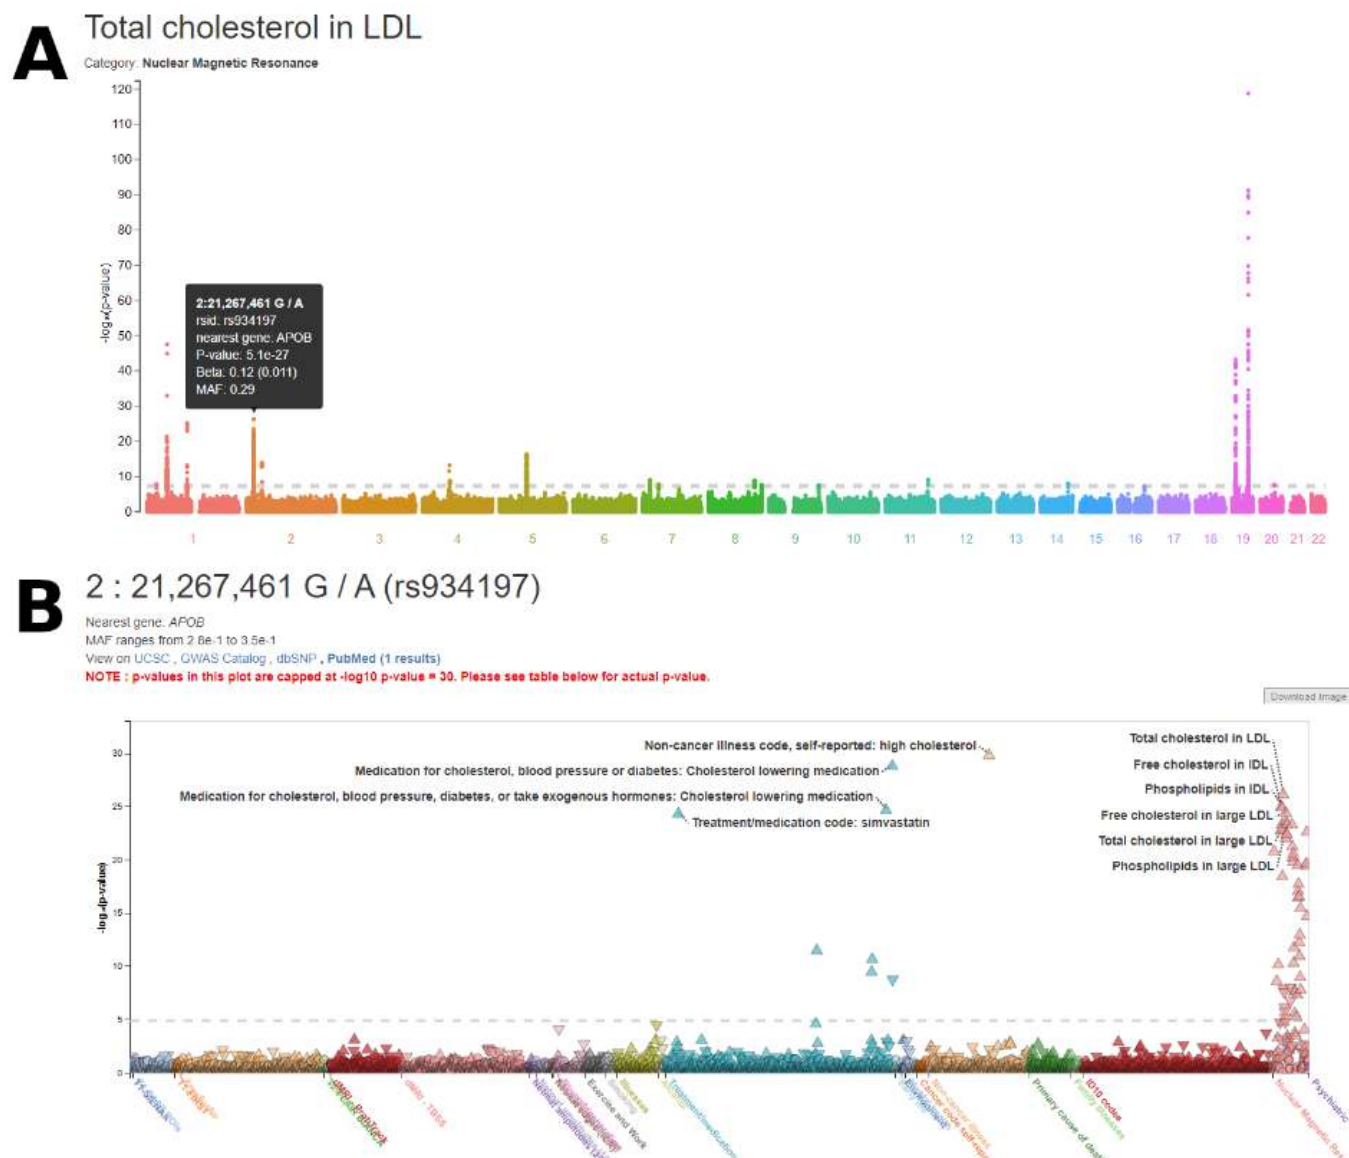 A
Total cholesterol in LDL
Category: Nuclear Magnetic Resonance
120
110
100
90
80
70
60
50
40
30
20
10
0
2:21,267,461 G / A
rsid: rs934197
nearest gene: APOB
P-value: 5.1e-27
Beta: 0.12 (0.011)
MAF: 0.29
1 2 3 4 5 6 7 8 9 10 11 12 13 14 15 16 17 18 19 20 21 22
B
2 : 21,267,461 G / A (rs934197)
Nearest gene: APOB
MAF ranges from 2.8e-1 to 3.5e-1
View on UCSC , GWAS Catalog , dbSNP , PubMed (1 results)
NOTE : p-values in this plot are capped at -log10 p-value = 30. Please see table below for actual p-value.
Download Image
30
25
20
15
10
5
0
Non-cancer illness code, self-reported: high cholesterol
Medication for cholesterol, blood pressure or diabetes: Cholesterol lowering medication
Medication for cholesterol, blood pressure, diabetes, or take exogenous hormones: Cholesterol lowering medication
Treatment/medication code: simvastatin
Total cholesterol in LDL
Free cholesterol in IDL
Phospholipids in IDL
Free cholesterol in large LDL
Total cholesterol in large LDL
Phospholipids in large LDL
dMRI - TBSS
Exercise and Work
Smoking
Illnesses
Primary cause of
Family illnesses
ID10 codes
Nuclear Magnetic
Psychiatric